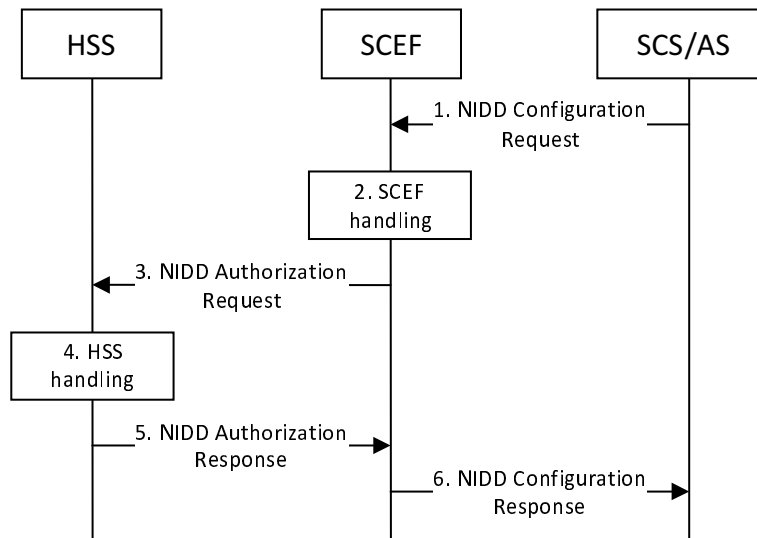 HSS
SCEF
SCS/AS
1. NIDD Configuration
Request
2. SCEF
handling
3. NIDD Authorization
Request
4. HSS
handling
5. NIDD Authorization
Response
6. NIDD Configuration
Response